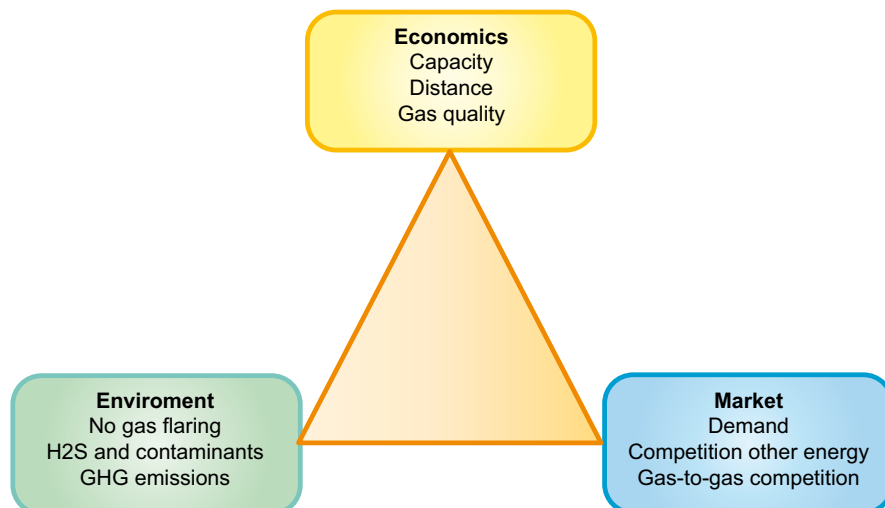 Economics
Capacity
Distance
Gas quality
Enviroment
No gas flaring
H2S and contaminants
GHG emissions
Market
Demand
Competition other energy
Gas-to-gas competition